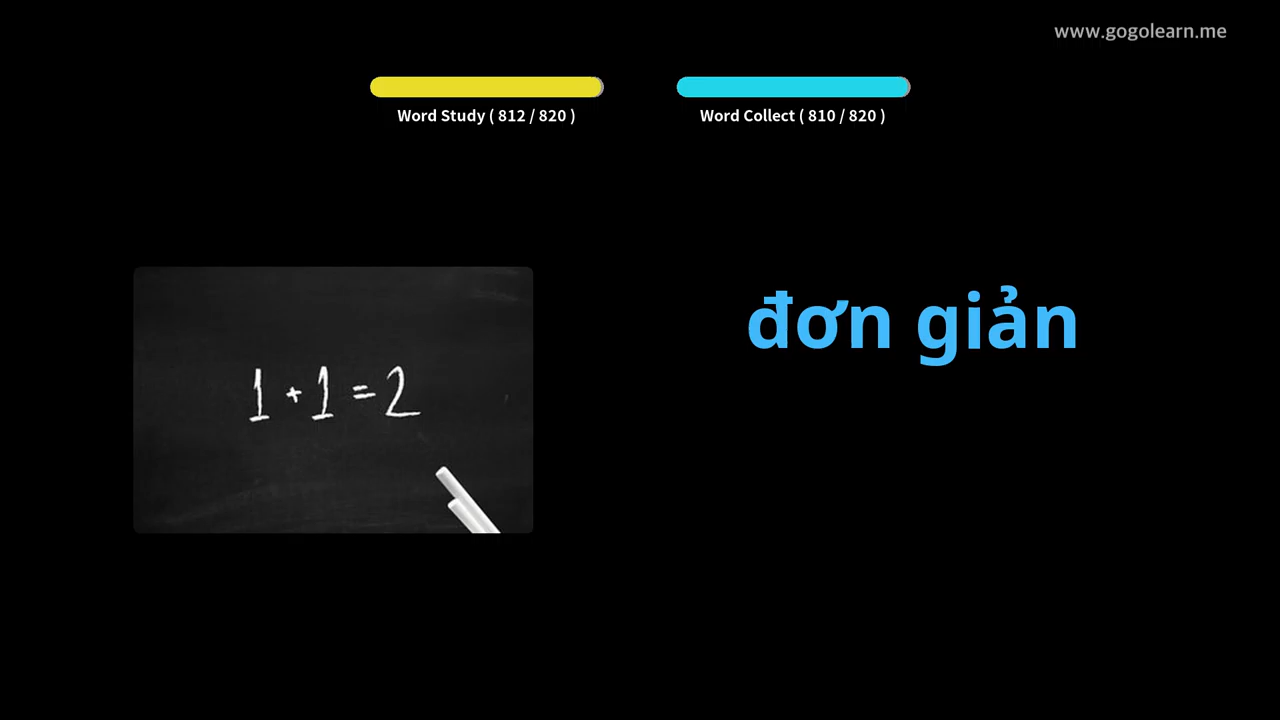 www.gogolearn.me
Word Study ( 812 / 820 )
Word Collect ( 810 / 820 )
đơn giản
1 + 1 = 2